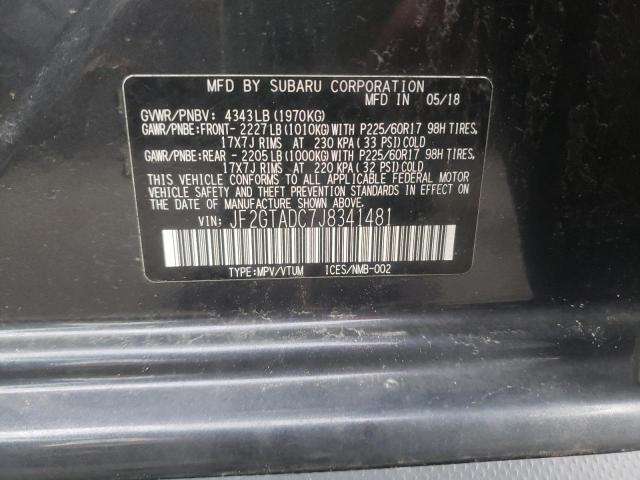 MFD BY SUBARU CORPORATION
MFD IN 05/18
GVWR/PNBV: 4343LB (1970KG)
GAWR/PNBE:FRONT- 2227LB (1010KG)WITH P225/60R17 98H TIRES,
17X7J RIMS AT 230 KPA (33 PSI)COLD
GAWR/PNBE:REAR - 2205LB (1000KG)WITH P225/60R17 98H TIRES,
17X7J RIMS AT 220 KPA (32 PSI)COLD
THIS VEHICLE CONFORMS TO ALL APPLICABLE FEDERAL MOTOR
VEHICLE SAFETY AND THEFT PREVENTION STANDARDS IN EFFECT
ON THE DATE OF MANUFACTURE SHOWN ABOVE.
VIN: JF2GTADC7J8341481
TYPE:MPV/VTUM ICES/NMB-002